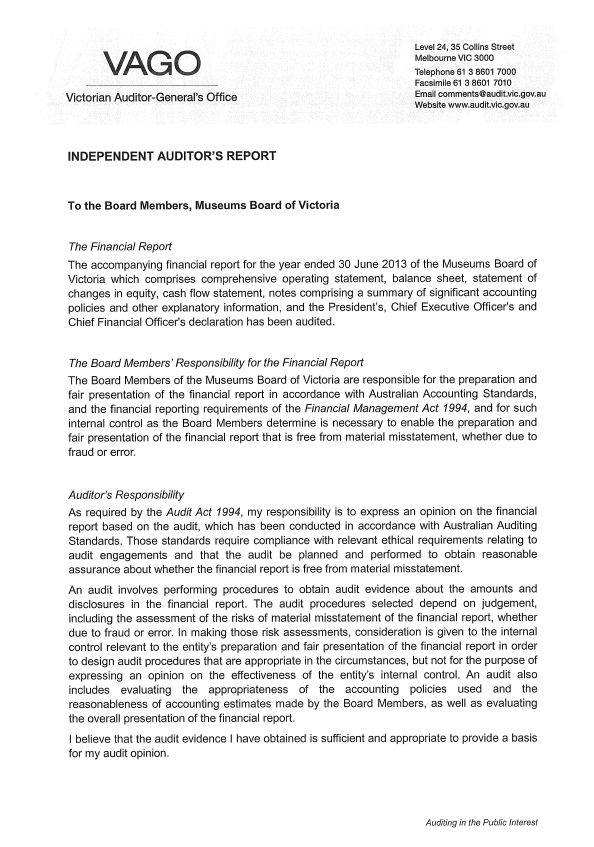 VAGO
Victorian Auditor-General's Office
Level 24, 35 Collins Street
Melbourne VIC 3000
Telephone 61 3 8601 7000
Facsimile 61 3 8601 7010
Email comments@audit.vic.gov.au
Website www.audit.vic.gov.au
INDEPENDENT AUDITOR'S REPORT
To the Board Members, Museums Board of Victoria
The Financial Report
The accompanying financial report for the year ended 30 June 2013 of the Museums Board of
Victoria which comprises comprehensive operating statement, balance sheet, statement of
changes in equity, cash flow statement, notes comprising a summary of significant accounting
policies and other explanatory information, and the President's, Chief Executive Officer's and
Chief Financial Officer's declaration has been audited.
The Board Members' Responsibility for the Financial Report
The Board Members of the Museums Board of Victoria are responsible for the preparation and
fair presentation of the financial report in accordance with Australian Accounting Standards,
and the financial reporting requirements of the Financial Management Act 1994, and for such
internal control as the Board Members determine is necessary to enable the preparation and
fair presentation of the financial report that is free from material misstatement, whether due to
fraud or error.
Auditor's Responsibility
As required by the Audit Act 1994, my responsibility is to express an opinion on the financial
report based on the audit, which has been conducted in accordance with Australian Auditing
Standards. Those standards require compliance with relevant ethical requirements relating to
audit engagements and that the audit be planned and performed to obtain reasonable
assurance about whether the financial report is free from material misstatement.
An audit involves performing procedures to obtain audit evidence about the amounts and
disclosures in the financial report. The audit procedures selected depend on judgement,
including the assessment of the risks of material misstatement of the financial report, whether
due to fraud or error. In making those risk assessments, consideration is given to the internal
control relevant to the entity's preparation and fair presentation of the financial report in order
to design audit procedures that are appropriate in the circumstances, but not for the purpose of
expressing an opinion on the effectiveness of the entity's internal control. An audit also
includes evaluating the appropriateness of the accounting policies used and the
reasonableness of accounting estimates made by the Board Members, as well as evaluating
the overall presentation of the financial report.
I believe that the audit evidence I have obtained is sufficient and appropriate to provide a basis
for my audit opinion.
Auditing in the Public Interest